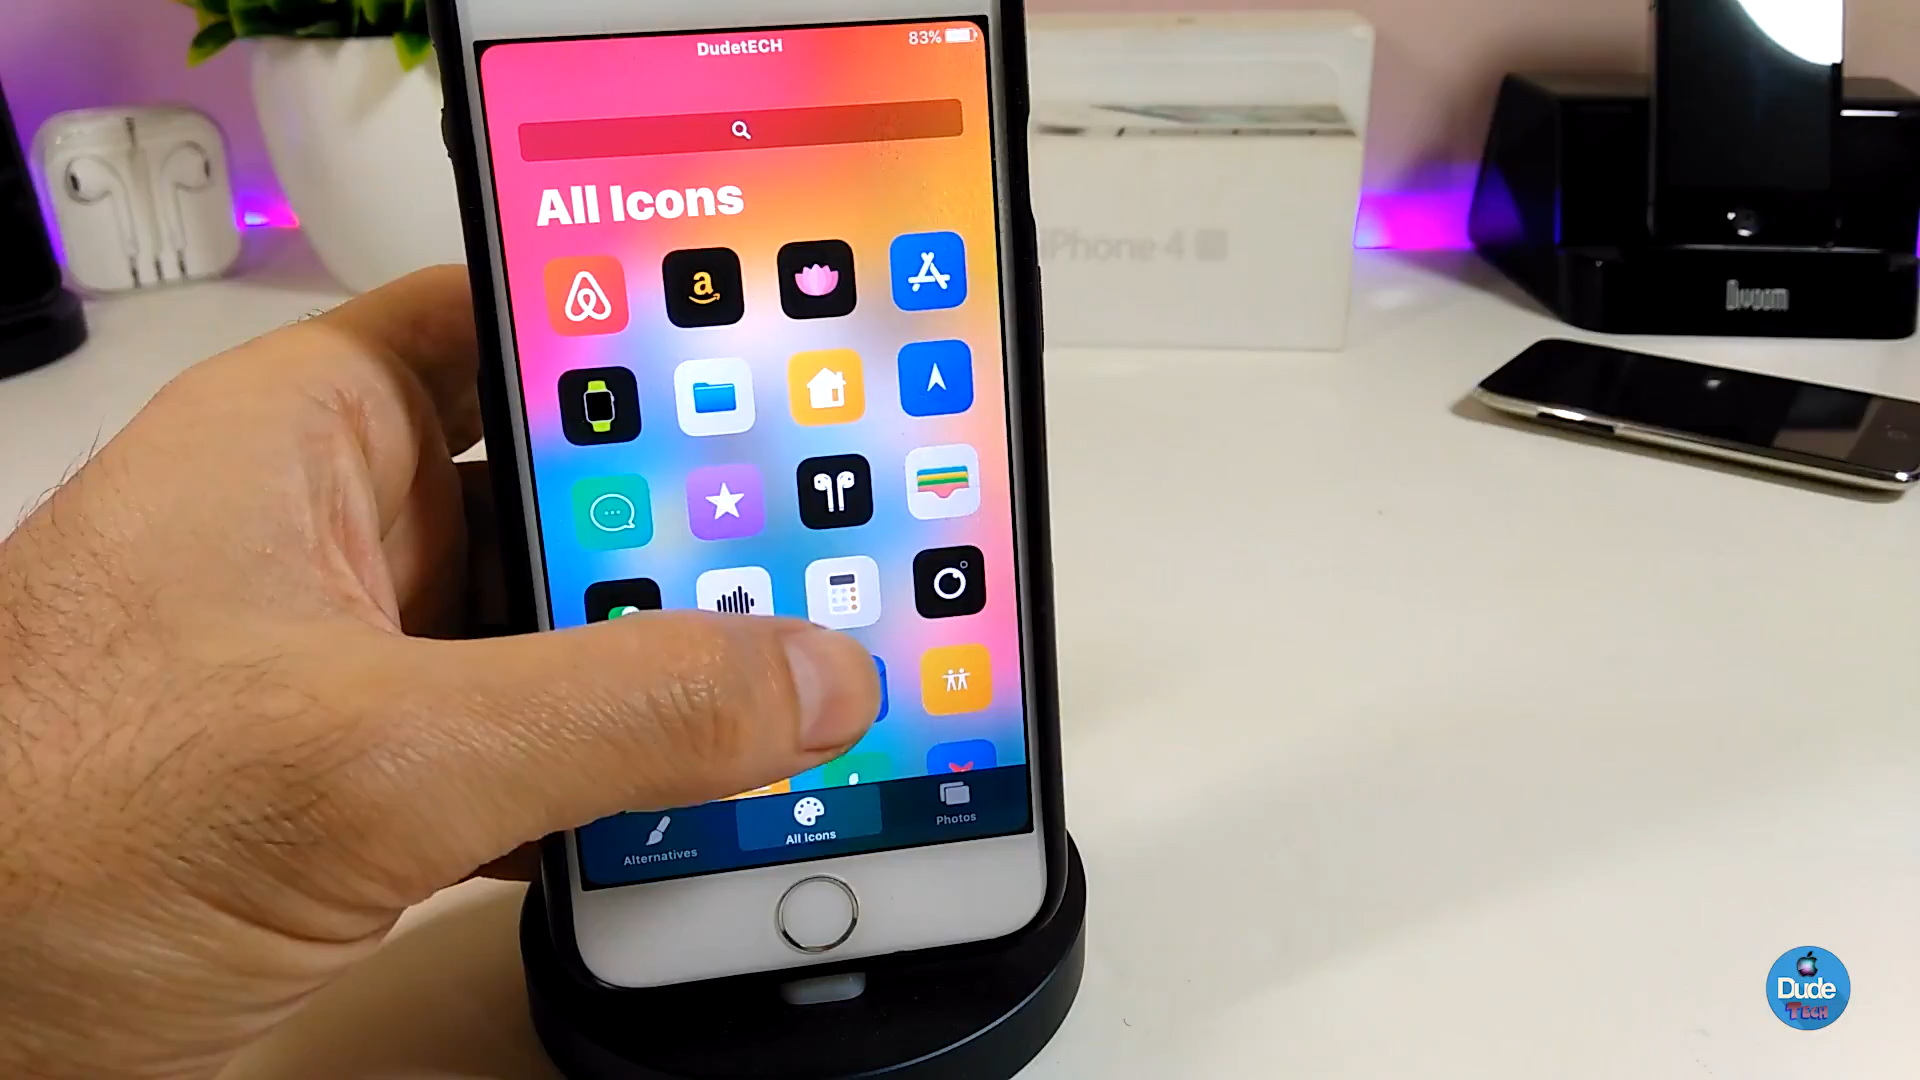 DudetECH
83%
All Icons
a
Alternatives
All Icons
Photos
iPhone 4
Divoom
Dude
TECH